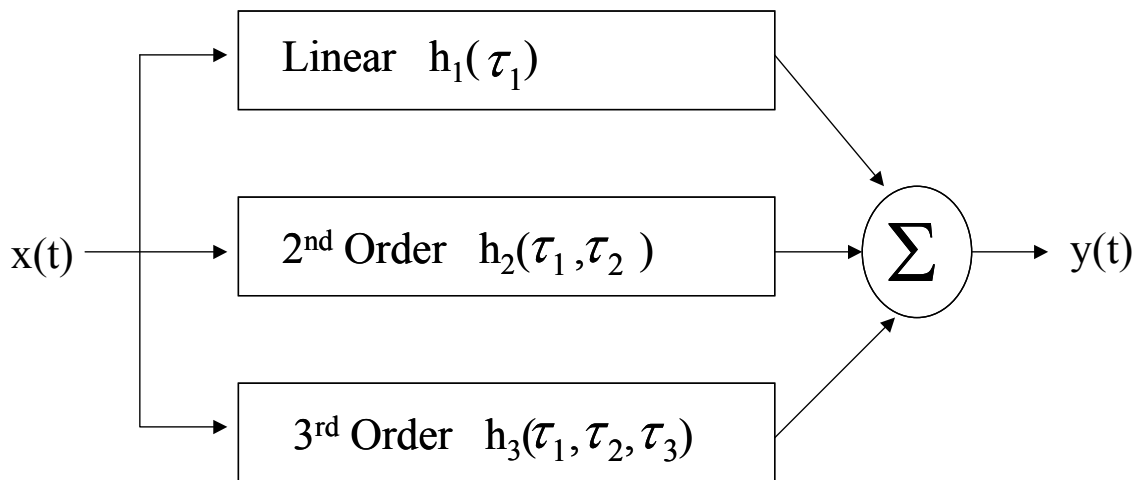 Linear h₁(τ₁)
x(t)
2ⁿᵈ Order h₂(τ₁,τ₂ )
Σ
y(t)
3ʳᵈ Order h₃(τ₁,τ₂,τ₃)